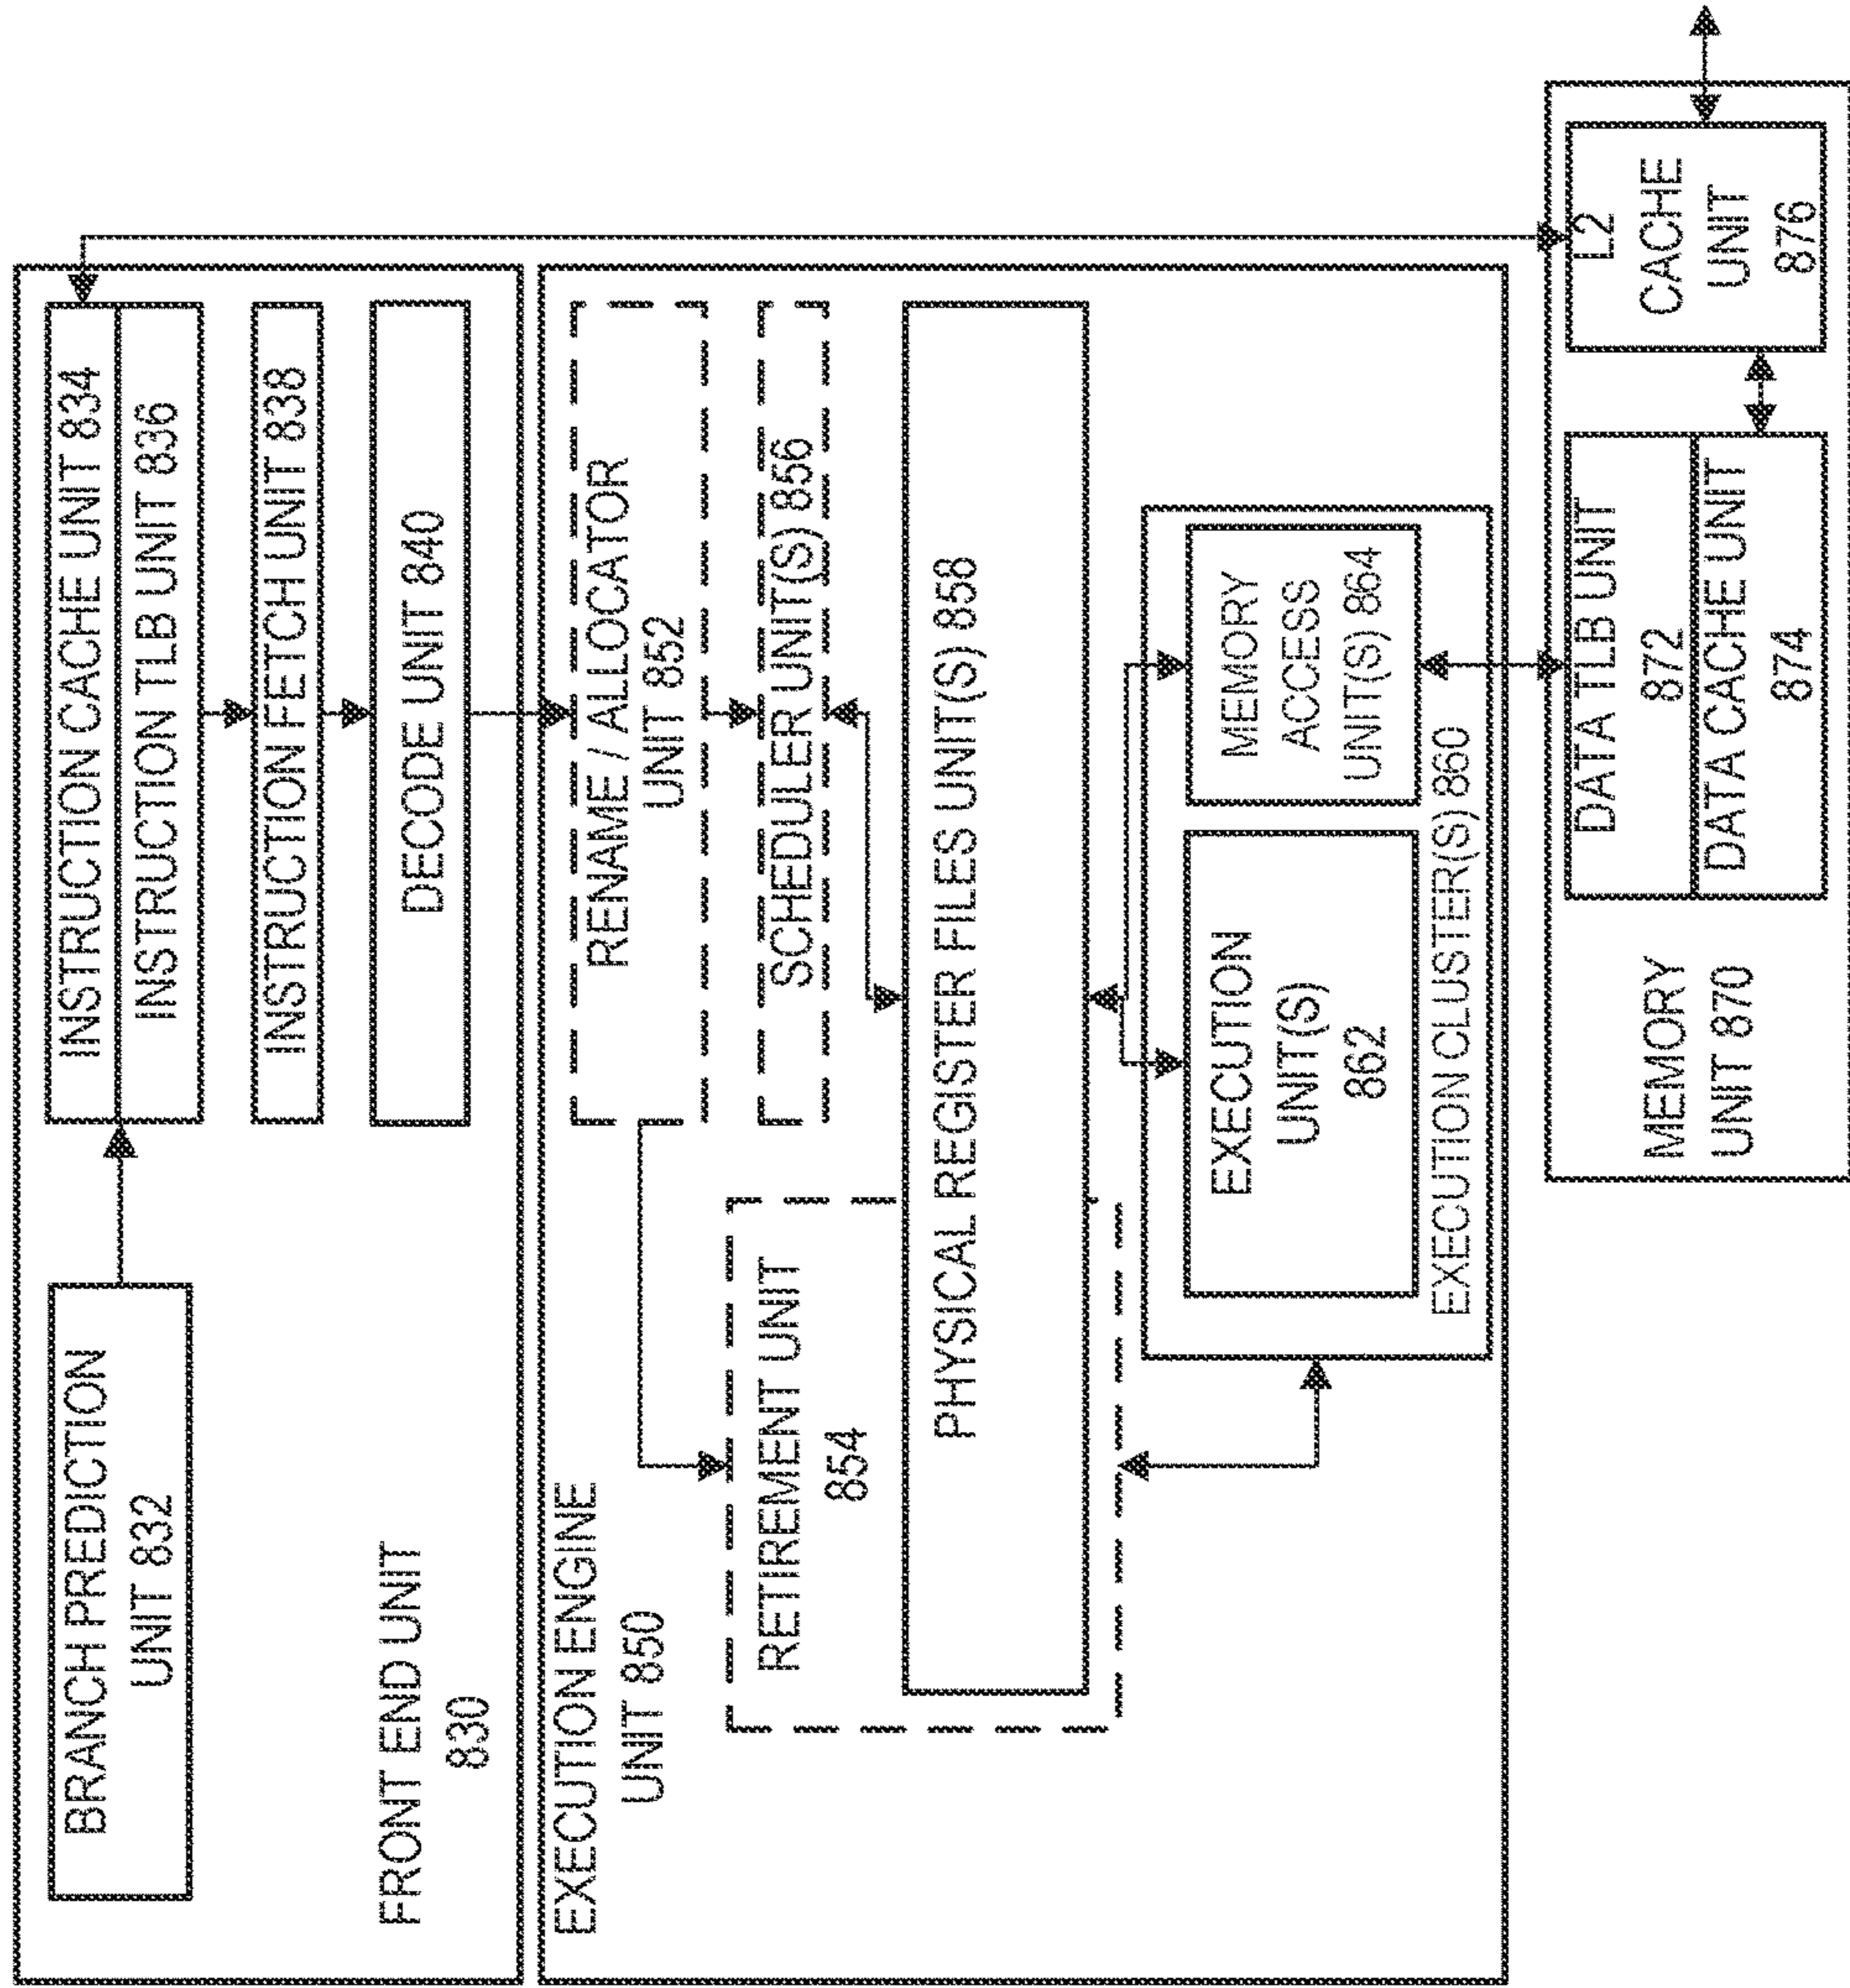 BRANCH PREDICTION
UNIT 832
INSTRUCTION CACHE UNIT 834
INSTRUCTION TLB UNIT 836
INSTRUCTION FETCH UNIT 838
DECODE UNIT 840
FRONT END UNIT
830
EXECUTION ENGINE
UNIT 850
RENAME / ALLOCATOR
UNIT 852
RETIREMENT UNIT
854
SCHEDULER UNIT(S) 856
PHYSICAL REGISTER FILES UNIT(S) 858
EXECUTION
UNIT(S)
862
MEMORY
ACCESS
UNIT(S) 864
EXECUTION CLUSTER(S) 860
MEMORY
UNIT 870
DATA TLB UNIT
872
DATA CACHE UNIT
874
L2
CACHE
UNIT
876